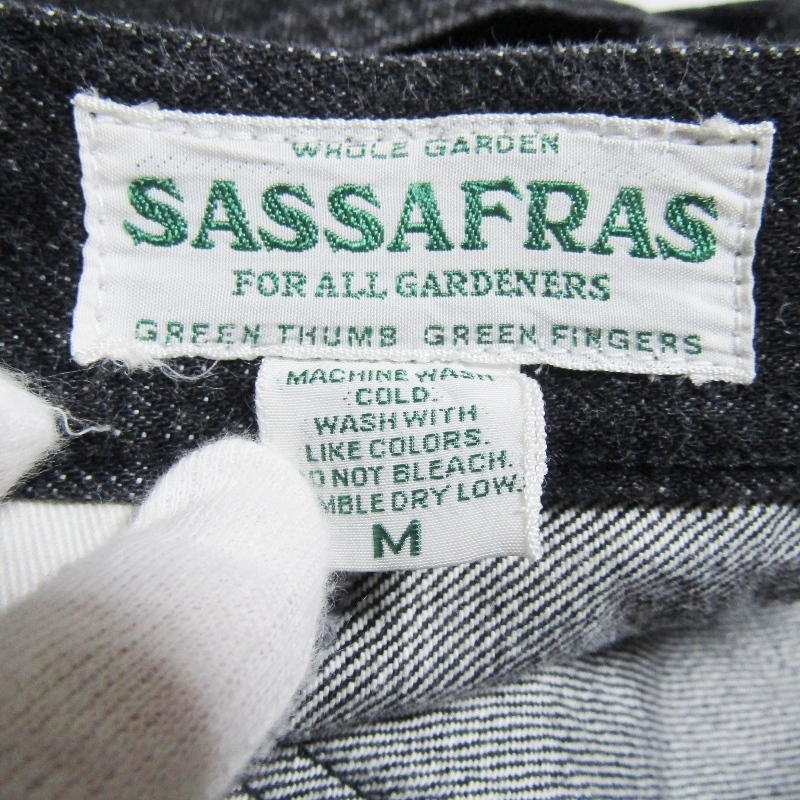 WHOLE GARDEN
SASSAFRAS
FOR ALL GARDENERS
GREEN THUMB GREEN FINGERS
MACHINE WASH
COLD.
WASH WITH
LIKE COLORS.
NOT BLEACH.
DRY LOW.
M